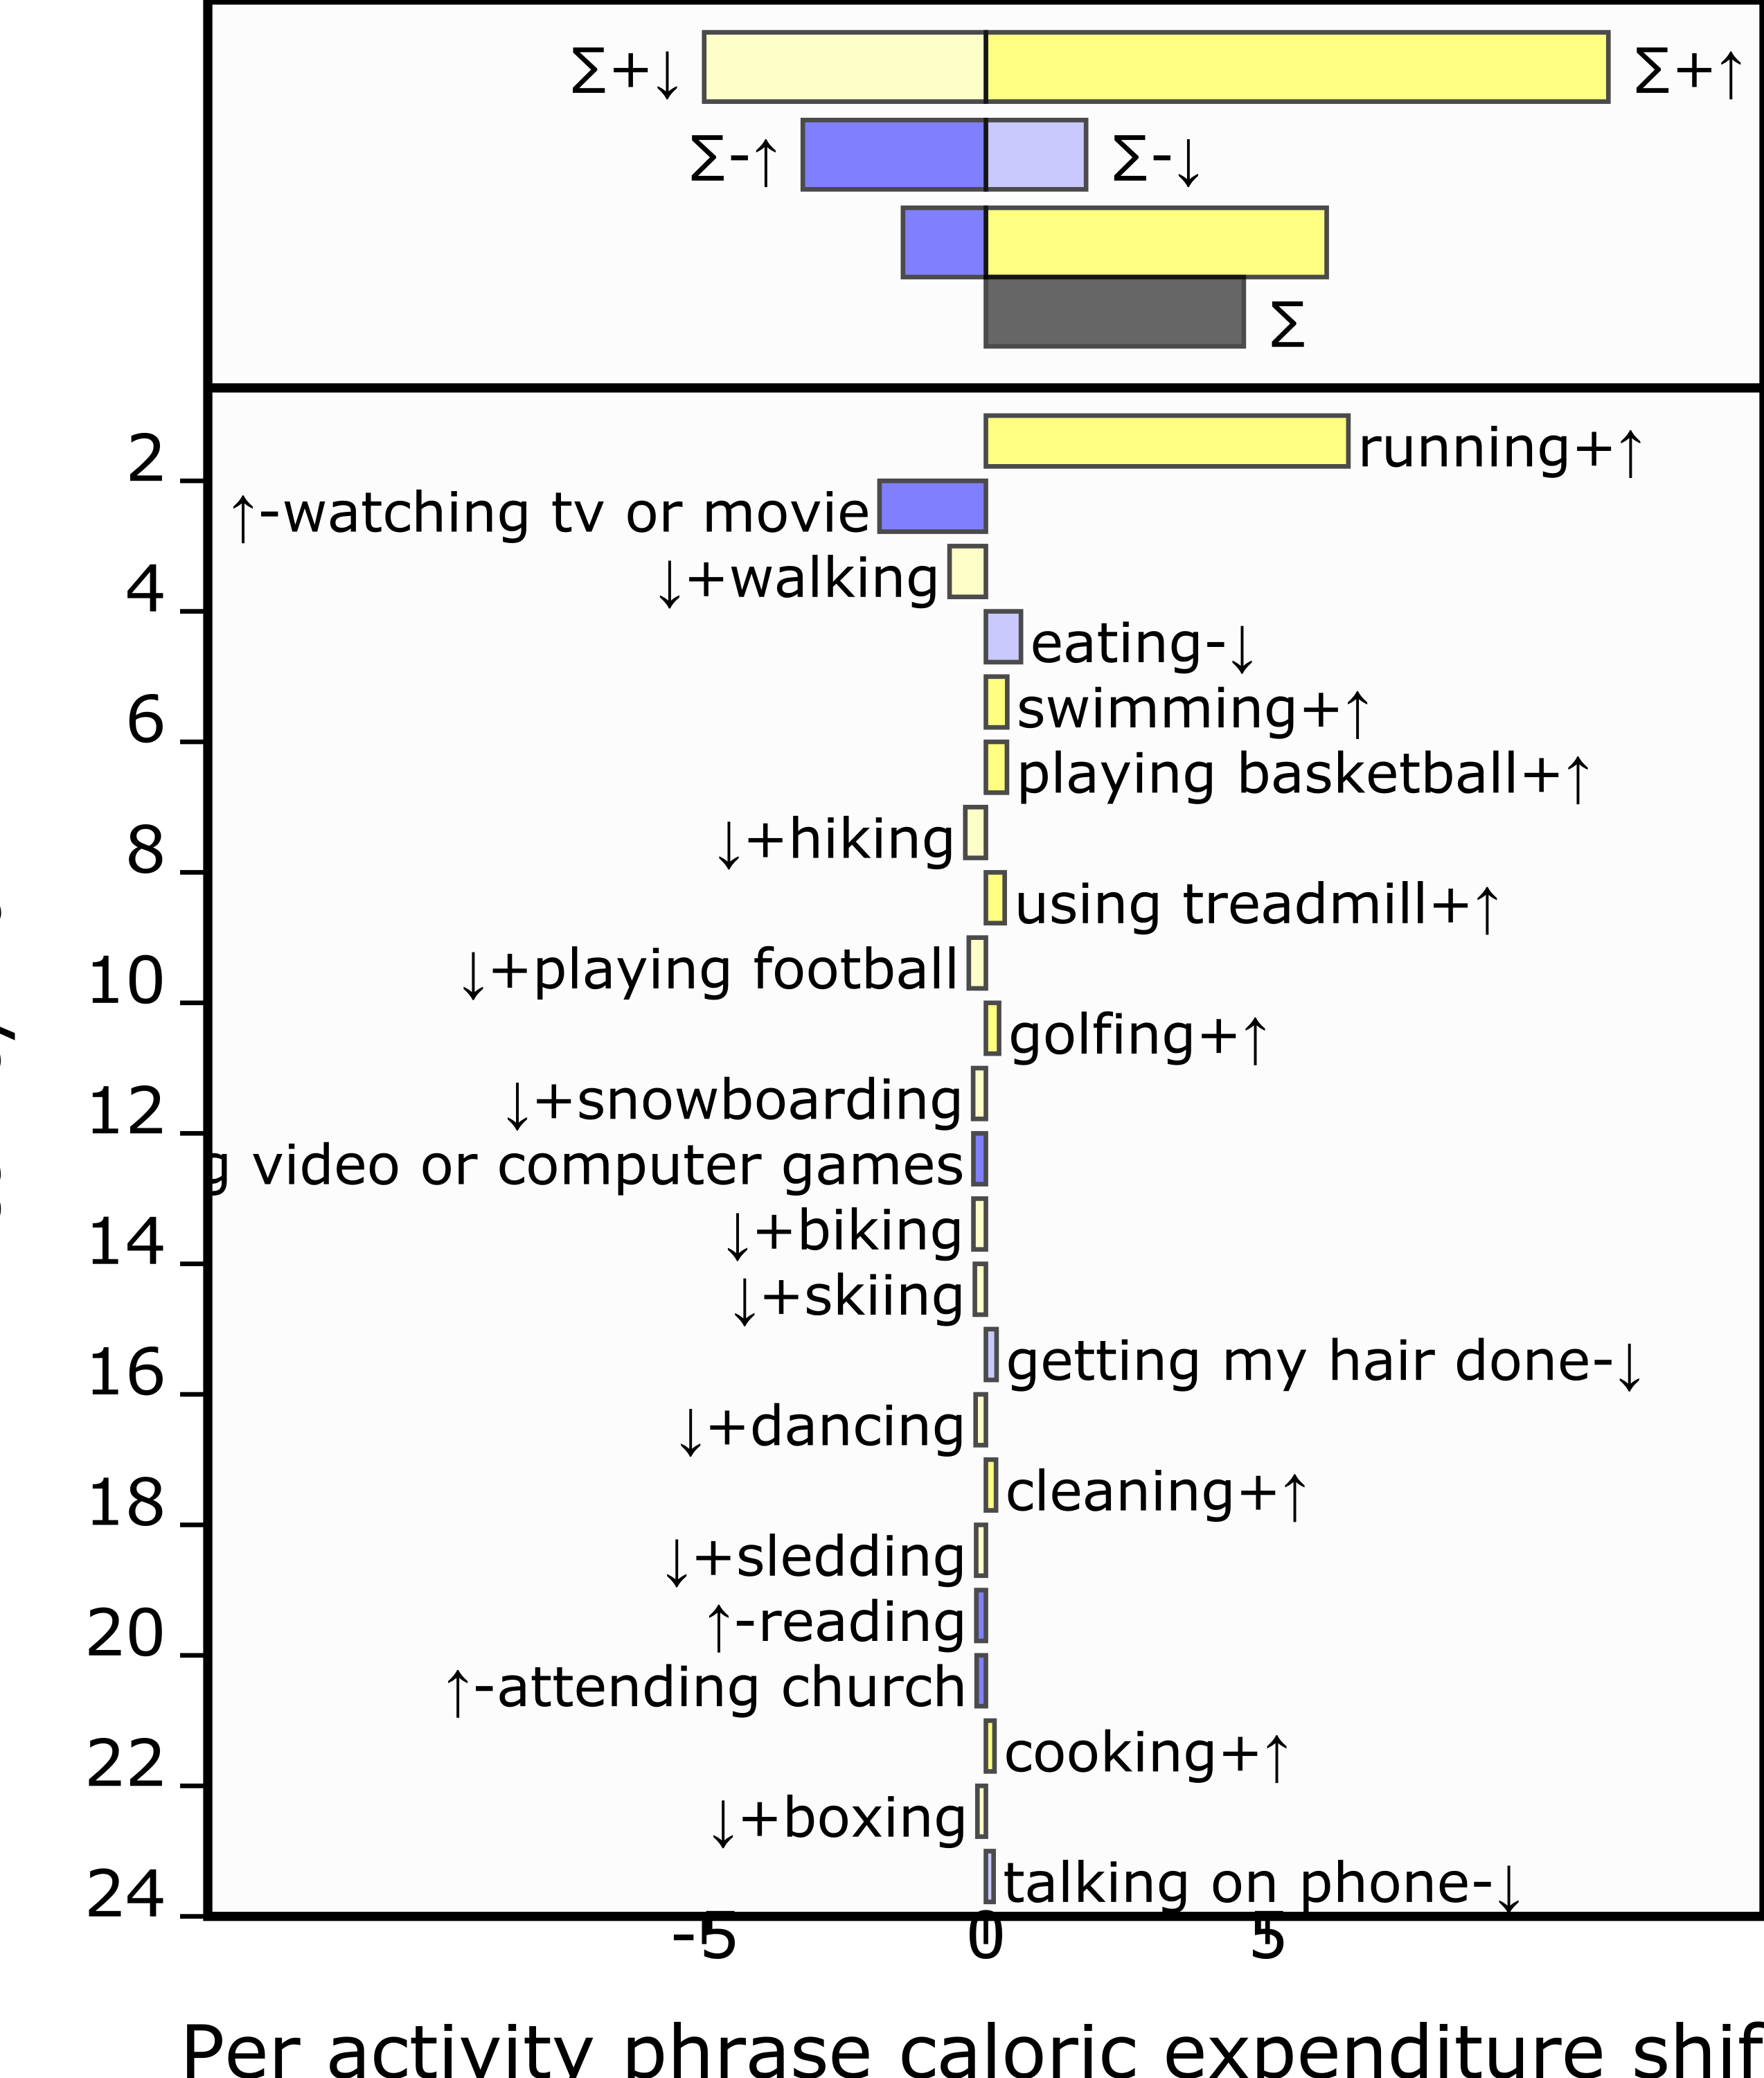 ∑+↓ ∑+↑
∑-↑ ∑-↓
∑
2
running+↑
↑-watching tv or movie
4
↓+walking
eating-↓
6
swimming+↑
playing basketball+↑
8
↓+hiking
using treadmill+↑
10
↓+playing football
golfing+↑
12
↓+snowboarding
video or computer games
14
↓+biking
↓+skiing
16
getting my hair done-↓
↓+dancing
18
cleaning+↑
↓+sledding
20
↑-reading
↑-attending church
22
cooking+↑
↓+boxing
24
talking on phone-↓
-5 0 5
Per activity phrase caloric expenditure